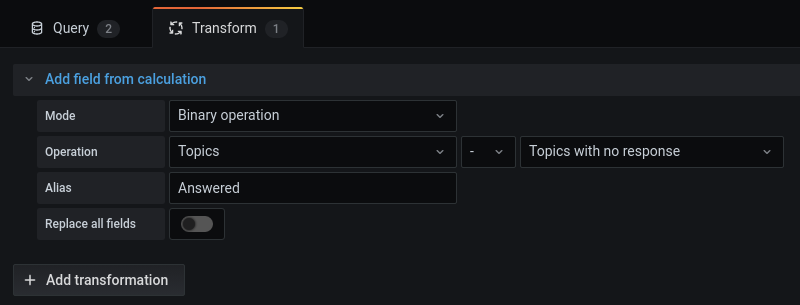 Query 2 Transform 1
Add field from calculation
Mode Binary operation
Operation Topics - Topics with no response
Alias Answered
Replace all fields
+ Add transformation